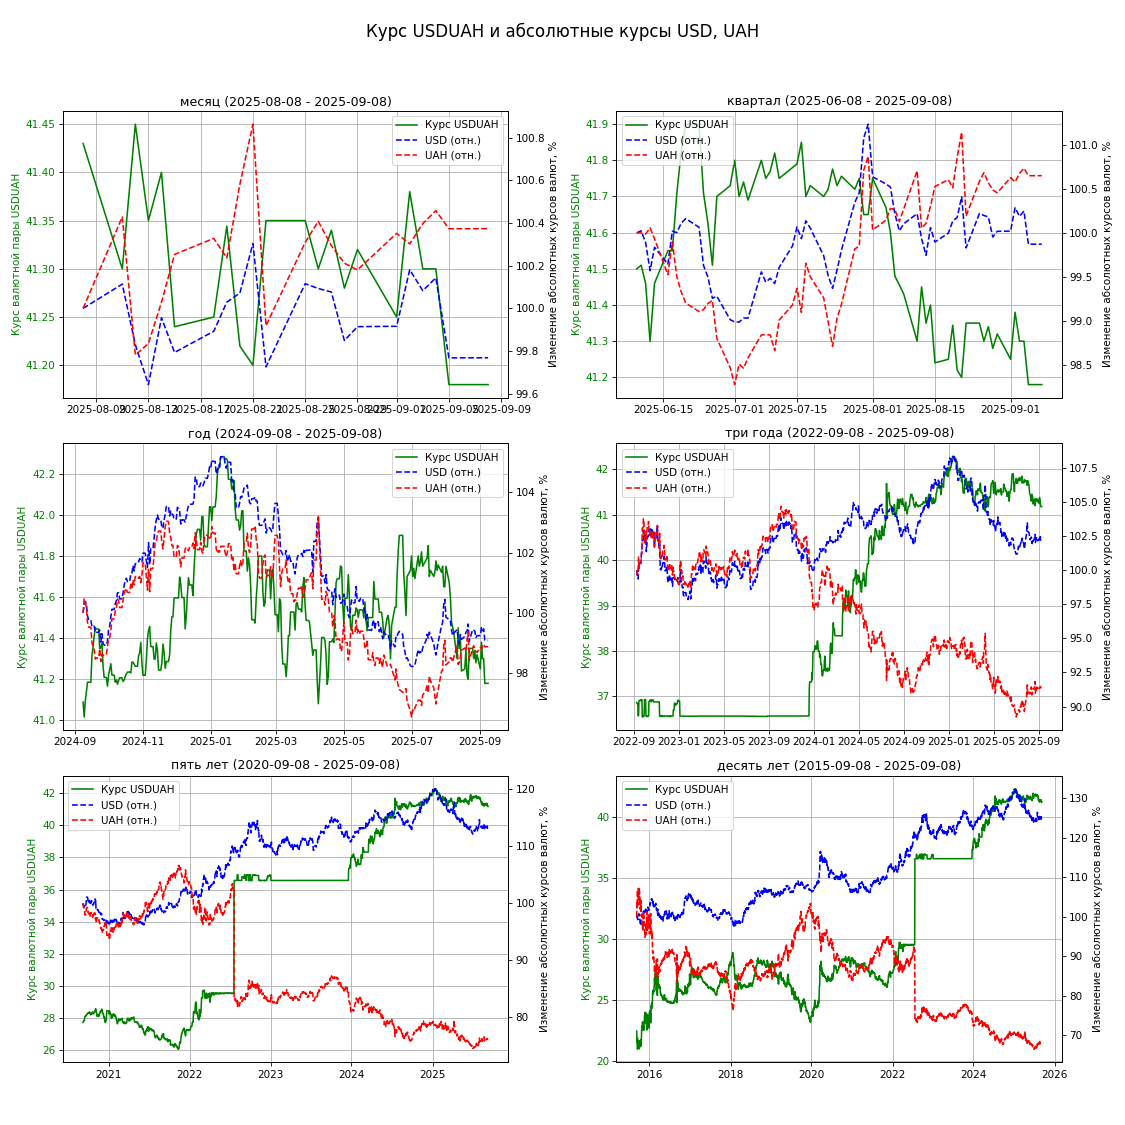 Курс USDUAH и абсолютные курсы USD, UAH
месяц (2025-08-08 - 2025-09-08)
Курс валютной пары USDUAH
41.45
41.40
41.35
41.30
41.25
41.20
Курс USDUAH
USD (отн.)
UAH (отн.)
100.8
100.6
100.4
100.2
100.0
99.8
99.6
Изменение абсолютных курсов валют, %
2025-08-09 2025-08-13 2025-08-17 2025-08-21 2025-08-25 2025-08-29 2025-09-01 2025-09-05 2025-09-09
квартал (2025-06-08 - 2025-09-08)
Курс валютной пары USDUAH
41.9
41.8
41.7
41.6
41.5
41.4
41.3
41.2
Курс USDUAH
USD (отн.)
UAH (отн.)
101.0
100.5
100.0
99.5
99.0
98.5
Изменение абсолютных курсов валют, %
2025-06-15 2025-07-01 2025-07-15 2025-08-01 2025-08-15 2025-09-01
год (2024-09-08 - 2025-09-08)
Курс валютной пары USDUAH
42.2
42.0
41.8
41.6
41.4
41.2
41.0
Курс USDUAH
USD (отн.)
UAH (отн.)
104
102
100
98
Изменение абсолютных курсов валют, %
2024-09 2024-11 2025-01 2025-03 2025-05 2025-07 2025-09
три года (2022-09-08 - 2025-09-08)
Курс валютной пары USDUAH
42
41
40
39
38
37
Курс USDUAH
USD (отн.)
UAH (отн.)
107.5
105.0
102.5
100.0
97.5
95.0
92.5
90.0
Изменение абсолютных курсов валют, %
2022-09 2023-01 2023-05 2023-09 2024-01 2024-05 2024-09 2025-01 2025-05 2025-09
пять лет (2020-09-08 - 2025-09-08)
Курс валютной пары USDUAH
42
40
38
36
34
32
30
28
26
Курс USDUAH
USD (отн.)
UAH (отн.)
120
110
100
90
80
Изменение абсолютных курсов валют, %
2021 2022 2023 2024 2025
десять лет (2015-09-08 - 2025-09-08)
Курс валютной пары USDUAH
40
35
30
25
20
Курс USDUAH
USD (отн.)
UAH (отн.)
130
120
110
100
90
80
70
Изменение абсолютных курсов валют, %
2016 2018 2020 2022 2024 2026